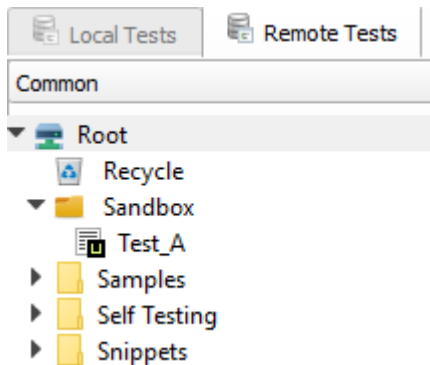 Local Tests Remote Tests
Common
Root
Recycle
Sandbox
Test_A
Samples
Self Testing
Snippets